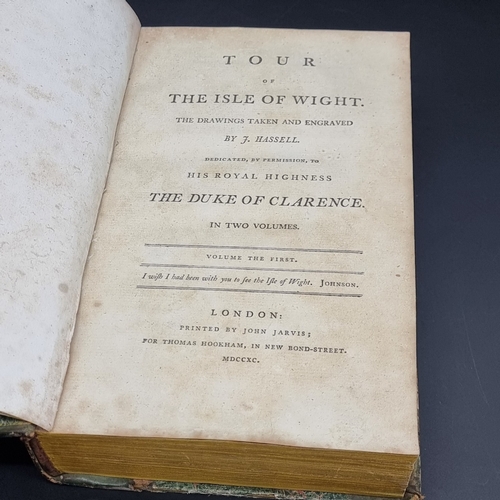 TOUR
OF
THE ISLE OF WIGHT.
THE DRAWINGS TAKEN AND ENGRAVED
BY J. HASSELL.
DEDICATED, BY PERMISSION, TO
HIS ROYAL HIGHNESS
THE DUKE OF CLARENCE.
IN TWO VOLUMES.
VOLUME THE FIRST.
I wiſh I had been with you to ſee the Iſle of Wight. JOHNSON.
LONDON:
PRINTED BY JOHN JARVIS;
FOR THOMAS HOOKHAM, IN NEW BOND-STREET.
MDCCXC.